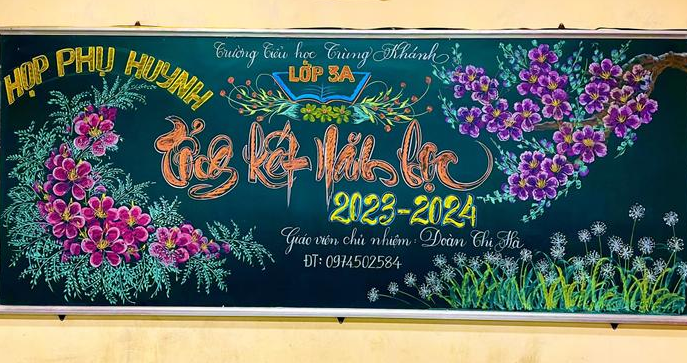 HỌP PHỤ HUYNH
Trường Tiểu học Trùng Khánh
LỚP 3A
Tổng kết Năm học
2023-2024
Giáo viên chủ nhiệm: Đoàn Thị Hà
ĐT: 0974502584